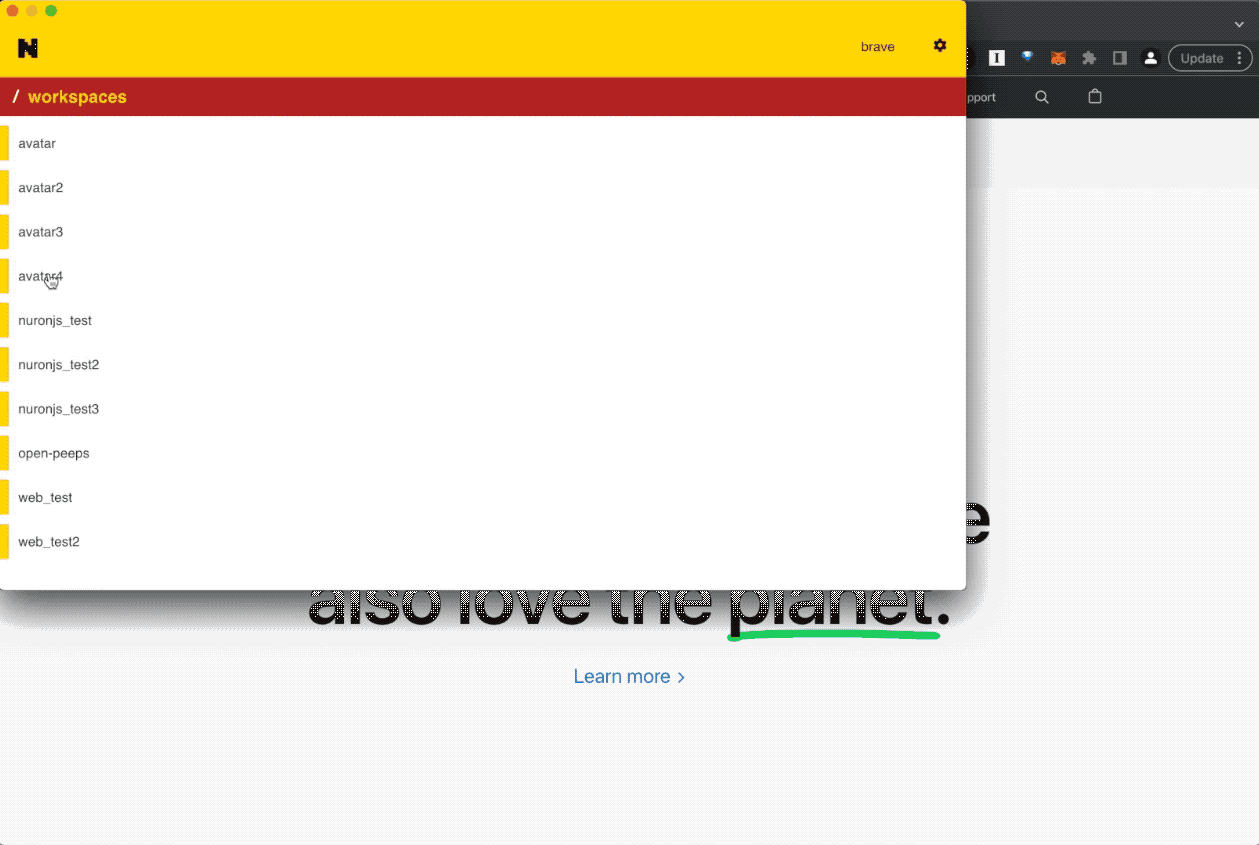 N
brave
Update
/ workspaces
pport
avatar
avatar2
avatar3
avatar4
nuronjs_test
nuronjs_test2
nuronjs_test3
open-peeps
web_test
web_test2
e
also love the planet.
Learn more >